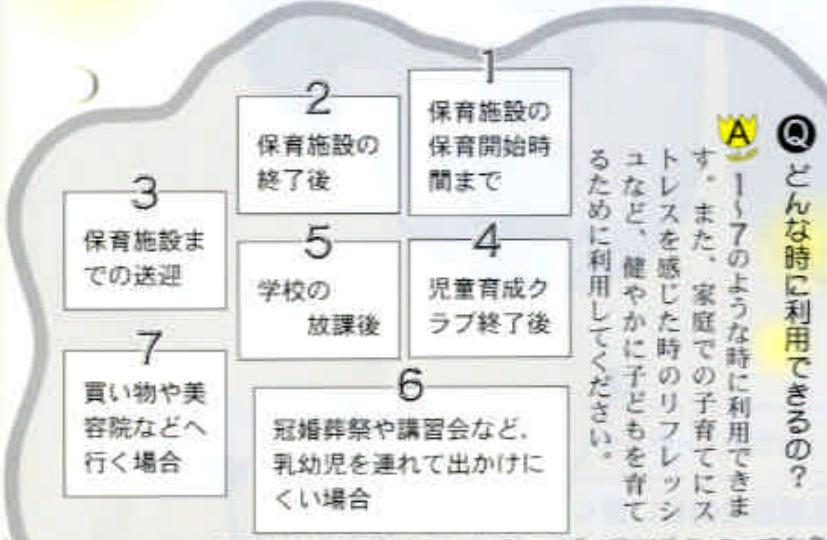 Qどんな時に利用できるの?
A 1~7のような時に利用できま
す。また、家庭での子育てにス
トレスを感じた時のリフレッシ
ュなど、健やかに子どもを育て
るために利用してください。
1
保育施設の
保育開始時
間まで
2
保育施設の
終了後
3
保育施設ま
での送迎
4
児童育成ク
ラブ終了後
5
学校の
放課後
6
冠婚葬祭や講習会など、
乳幼児を連れて出かけに
くい場合
7
買い物や美
容院などへ
行く場合